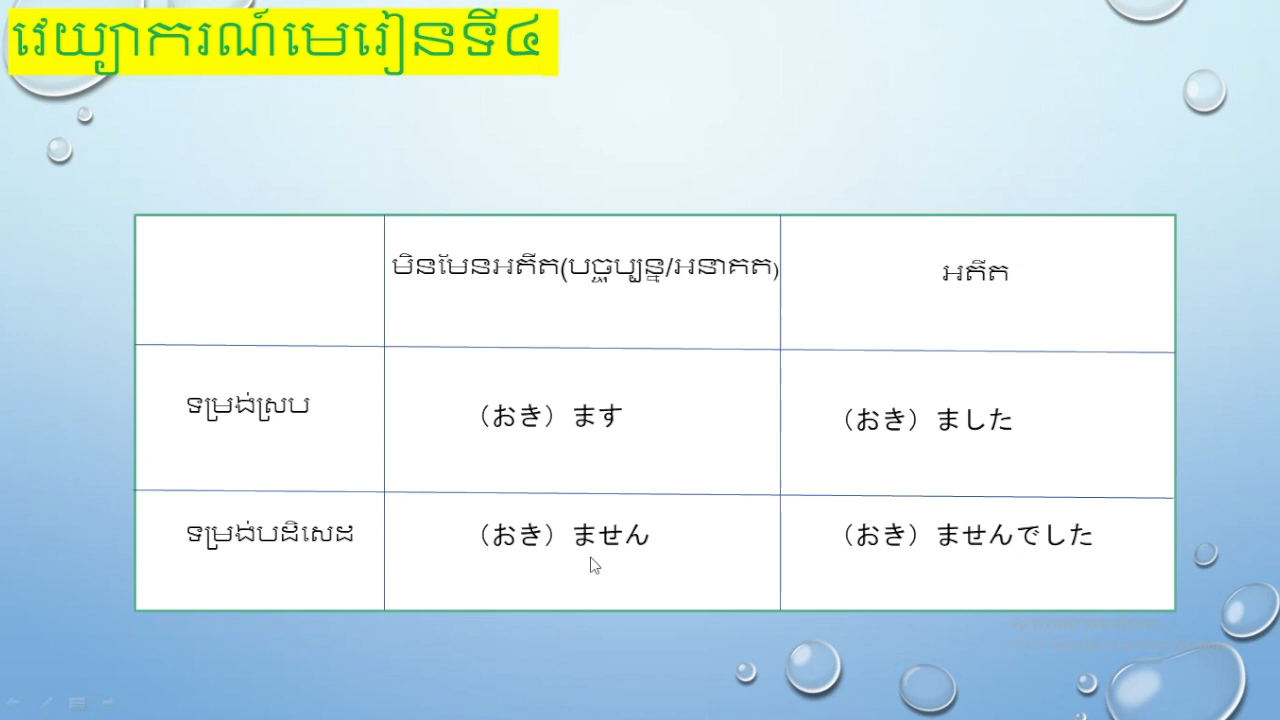 វេយ្យាករណ៍មេរៀនទី៤
មិនមែនអតីត(បច្ចុប្បន្ន/អនាគត)
អតីត
ទម្រង់ស្រប
（おき）ます
（おき）ました
ទម្រង់បដិសេដ
（おき）ません
（おき）ませんでした